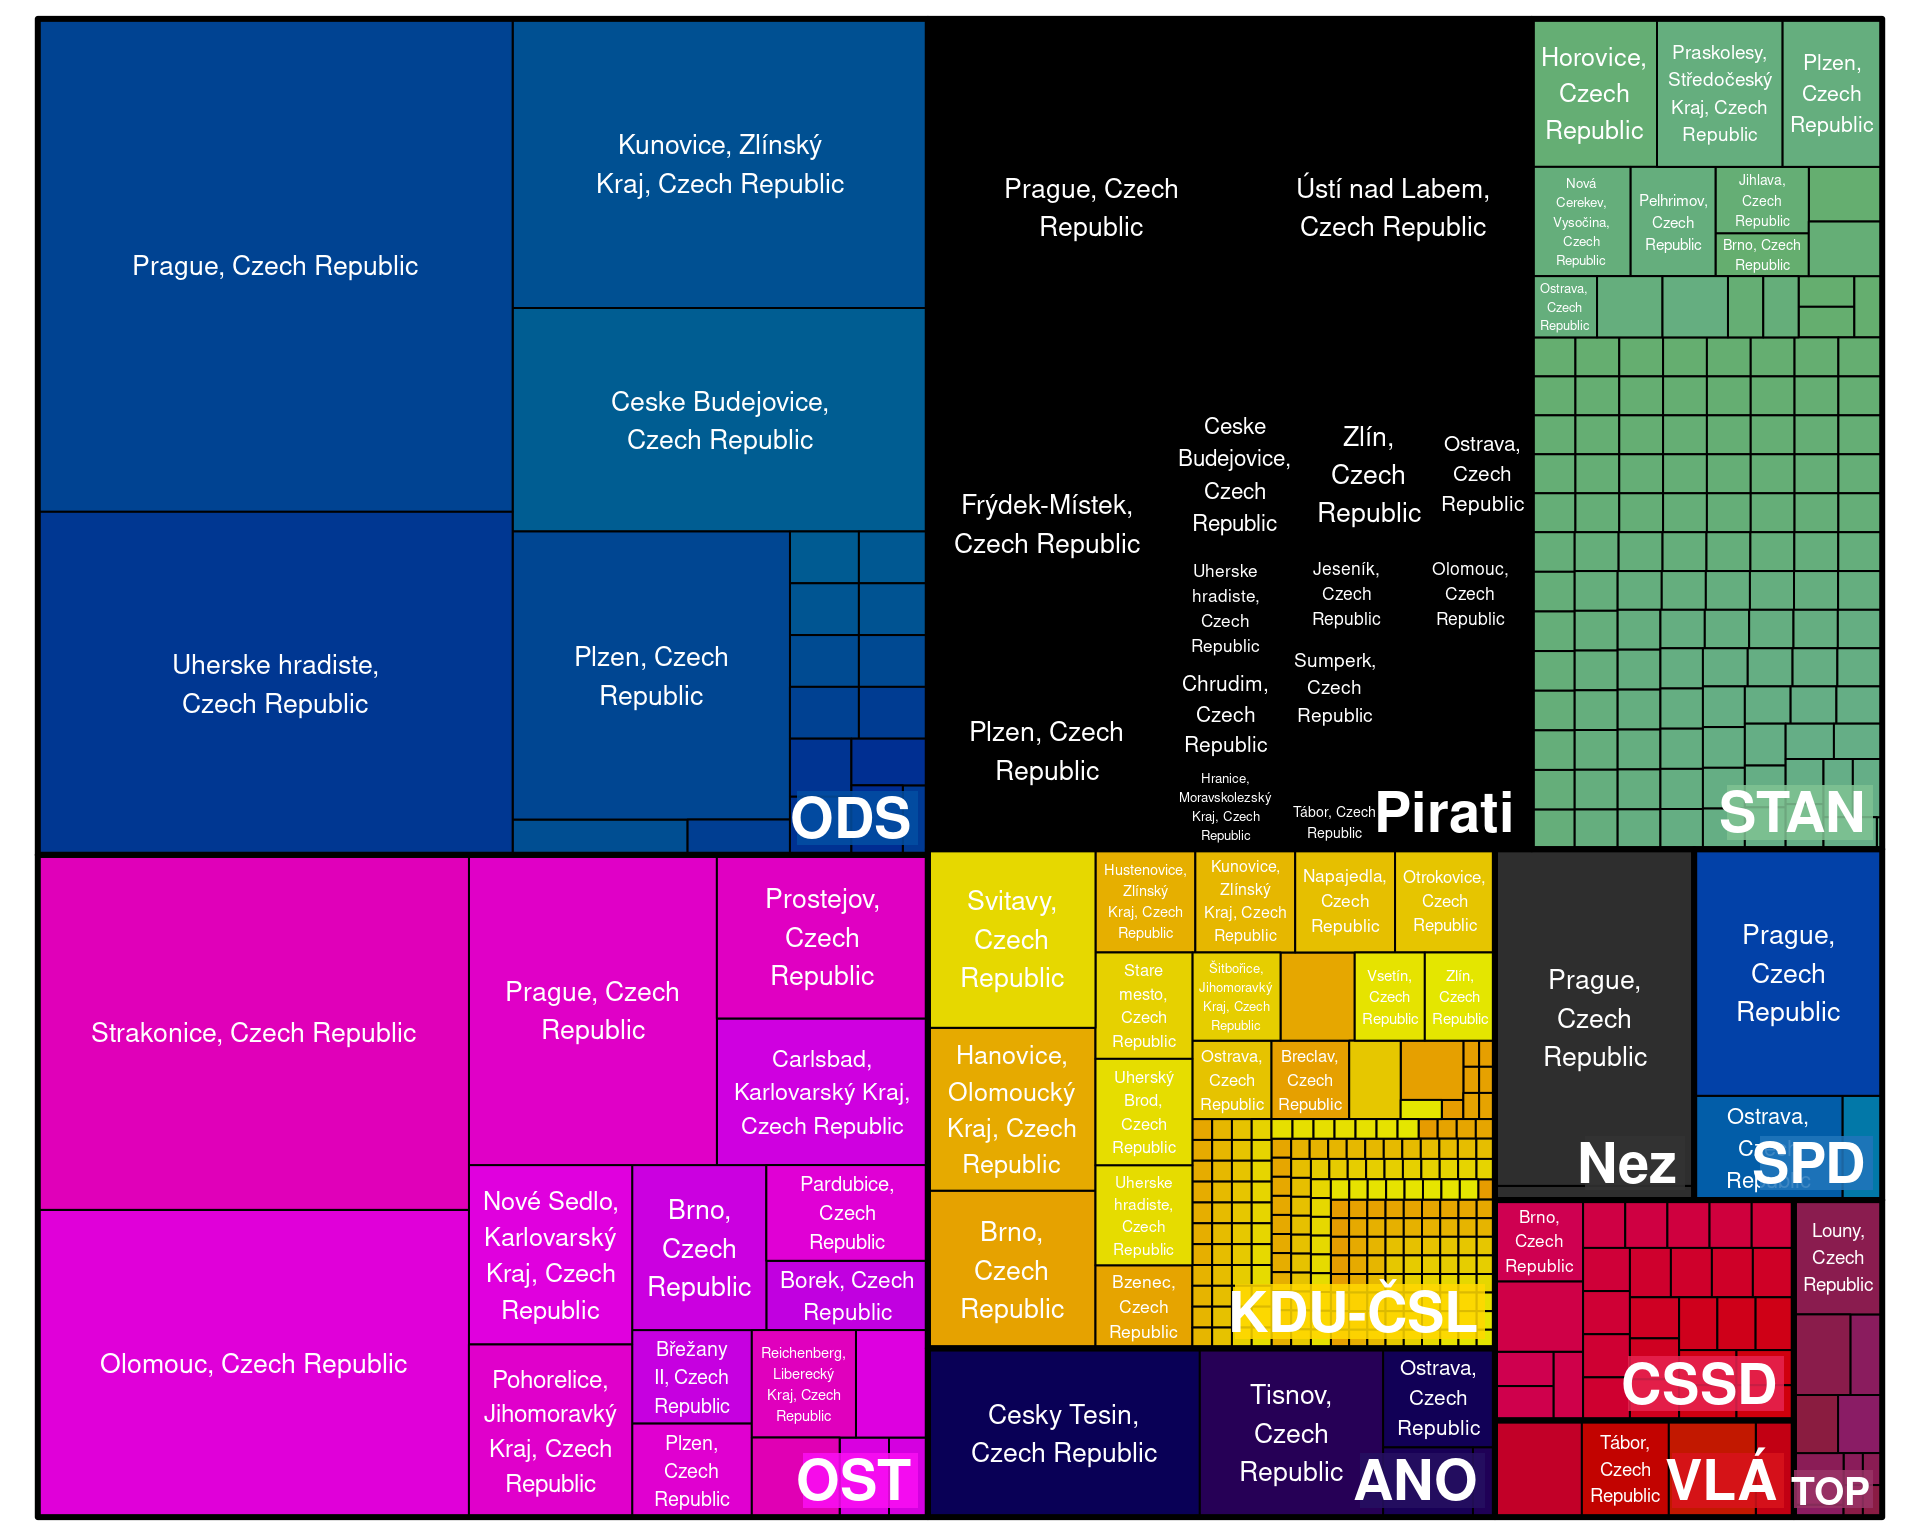 Prague, Czech Republic
Uherske hradiste,
Czech Republic
Kunovice, Zlínský
Kraj, Czech Republic
Ceske Budejovice,
Czech Republic
Plzen, Czech
Republic
ODS
Prague, Czech
Republic
Ústí nad Labem,
Czech Republic
Frýdek-Místek,
Czech Republic
Plzen, Czech
Republic
Ceske
Budejovice,
Czech
Republic
Zlín,
Czech
Republic
Ostrava,
Czech
Republic
Uherske
hradiste,
Czech
Republic
Jeseník,
Czech
Republic
Olomouc,
Czech
Republic
Chrudim,
Czech
Republic
Sumperk,
Czech
Republic
Hranice,
Moravskolezský
Kraj, Czech
Republic
Tábor, Czech
Republic
Pirati
Horovice,
Czech
Republic
Praskolesy,
Středočeský
Kraj, Czech
Republic
Plzen,
Czech
Republic
Nová
Cerekev,
Vysočina,
Czech
Republic
Pelhrimov,
Czech
Republic
Jihlava,
Czech
Republic
Brno, Czech
Republic
Ostrava,
Czech
Republic
STAN
Strakonice, Czech Republic
Olomouc, Czech Republic
Prague, Czech
Republic
Prostejov,
Czech
Republic
Carlsbad,
Karlovarský Kraj,
Czech Republic
Nové Sedlo,
Karlovarský
Kraj, Czech
Republic
Pohorelice,
Jihomoravký
Kraj, Czech
Republic
Brno,
Czech
Republic
Pardubice,
Czech
Republic
Borek, Czech
Republic
Břežany
II, Czech
Republic
Plzen,
Czech
Republic
Reichenberg,
Liberecký
Kraj, Czech
Republic
OST
Svitavy,
Czech
Republic
Hanovice,
Olomoucký
Kraj, Czech
Republic
Brno,
Czech
Republic
Hustenovice,
Zlínský
Kraj, Czech
Republic
Kunovice,
Zlínský
Kraj, Czech
Republic
Napajedla,
Czech
Republic
Otrokovice,
Czech
Republic
Stare
mesto,
Czech
Republic
Uherský
Brod,
Czech
Republic
Uherske
hradiste,
Czech
Republic
Bzenec,
Czech
Republic
Šitbořice,
Jihomoravký
Kraj, Czech
Republic
Vsetín,
Czech
Republic
Zlín,
Czech
Republic
Ostrava,
Czech
Republic
Breclav,
Czech
Republic
KDU-ČSL
Cesky Tesin,
Czech Republic
Tisnov,
Czech
Republic
Ostrava,
Czech
Republic
ANO
Prague,
Czech
Republic
Nez
Prague,
Czech
Republic
Ostrava,
Czech
Republic
SPD
Brno,
Czech
Republic
CSSD
Tábor,
Czech
Republic
VLÁ
Louny,
Czech
Republic
TOP